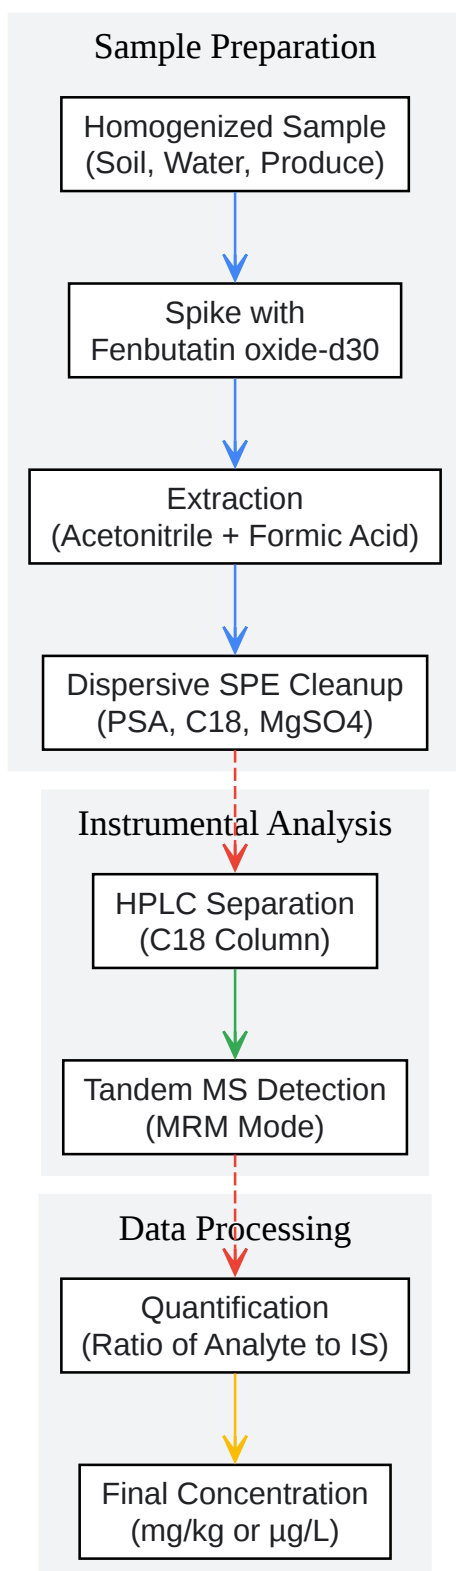 Sample Preparation
Homogenized Sample
(Soil, Water, Produce)
Spike with
Fenbutatin oxide-d30
Extraction
(Acetonitrile + Formic Acid)
Dispersive SPE Cleanup
(PSA, C18, MgSO4)
Instrumental Analysis
HPLC Separation
(C18 Column)
Tandem MS Detection
(MRM Mode)
Data Processing
Quantification
(Ratio of Analyte to IS)
Final Concentration
(mg/kg or µg/L)